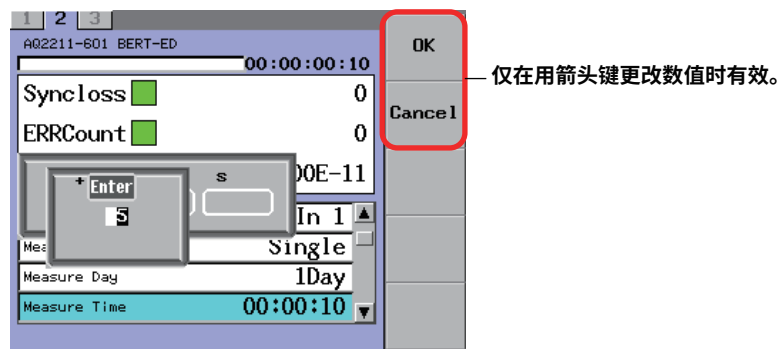 1 2 3
AQ2211-601 BERT-ED
00:00:00:10
Syncloss 0
ERRCount 0
00E-11
+ Enter
5
s
In 1
Mea Single
Measure Day 1Day
Measure Time 00:00:10
OK
Cancel
仅在用箭头键更改数值时有效。